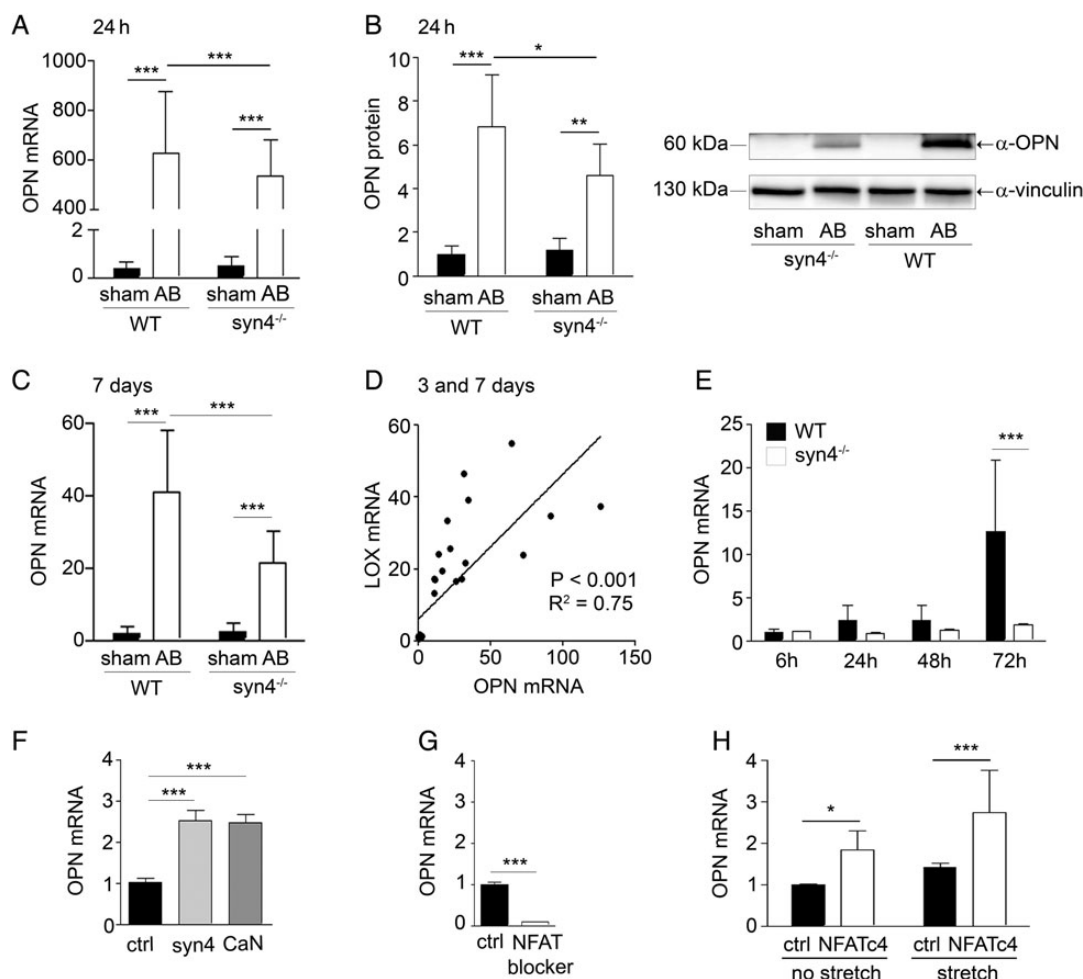 A 24 h
OPN mRNA
1000
800
600
400
2
0
***
***
***
sham AB sham AB
WT syn4-/-
B 24 h
OPN protein
10
8
6
4
2
0
***
*
**
sham AB sham AB
WT syn4-/-
60 kDa ←α-OPN
130 kDa ←α-vinculin
sham AB sham AB
syn4-/- WT
C 7 days
OPN mRNA
60
40
20
0
***
***
***
sham AB sham AB
WT syn4-/-
D 3 and 7 days
LOX mRNA
60
40
20
0
P < 0.001
R² = 0.75
0 50 100 150
OPN mRNA
E
OPN mRNA
25
20
15
10
5
0
WT
syn4-/-
***
6h 24h 48h 72h
F
OPN mRNA
4
3
2
1
0
***
***
ctrl syn4 CaN
G
OPN mRNA
4
3
2
1
0
***
ctrl NFAT
blocker
H
OPN mRNA
4
3
2
1
0
*
***
ctrl NFATc4 ctrl NFATc4
no stretch stretch